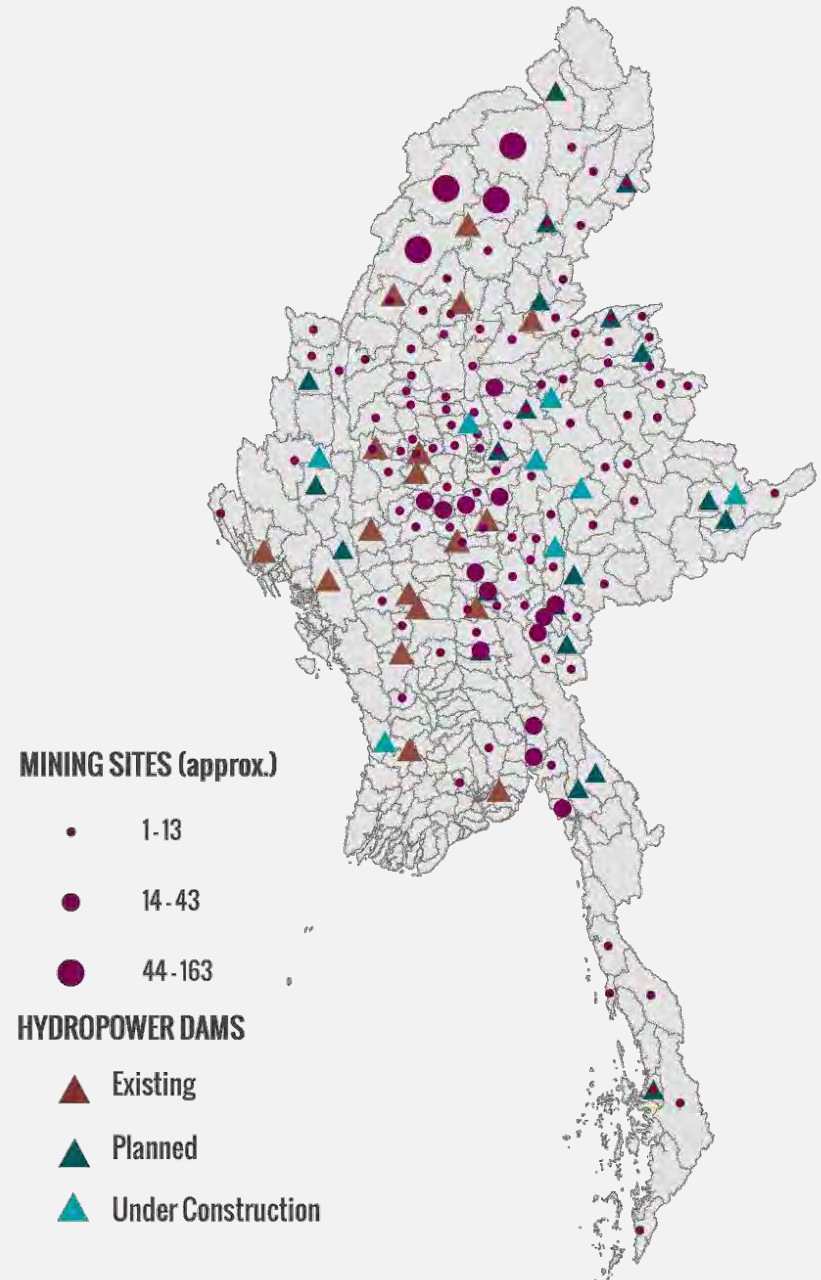 MINING SITES (approx.)
1-13
14-43
44-163
HYDROPOWER DAMS
Existing
Planned
Under Construction